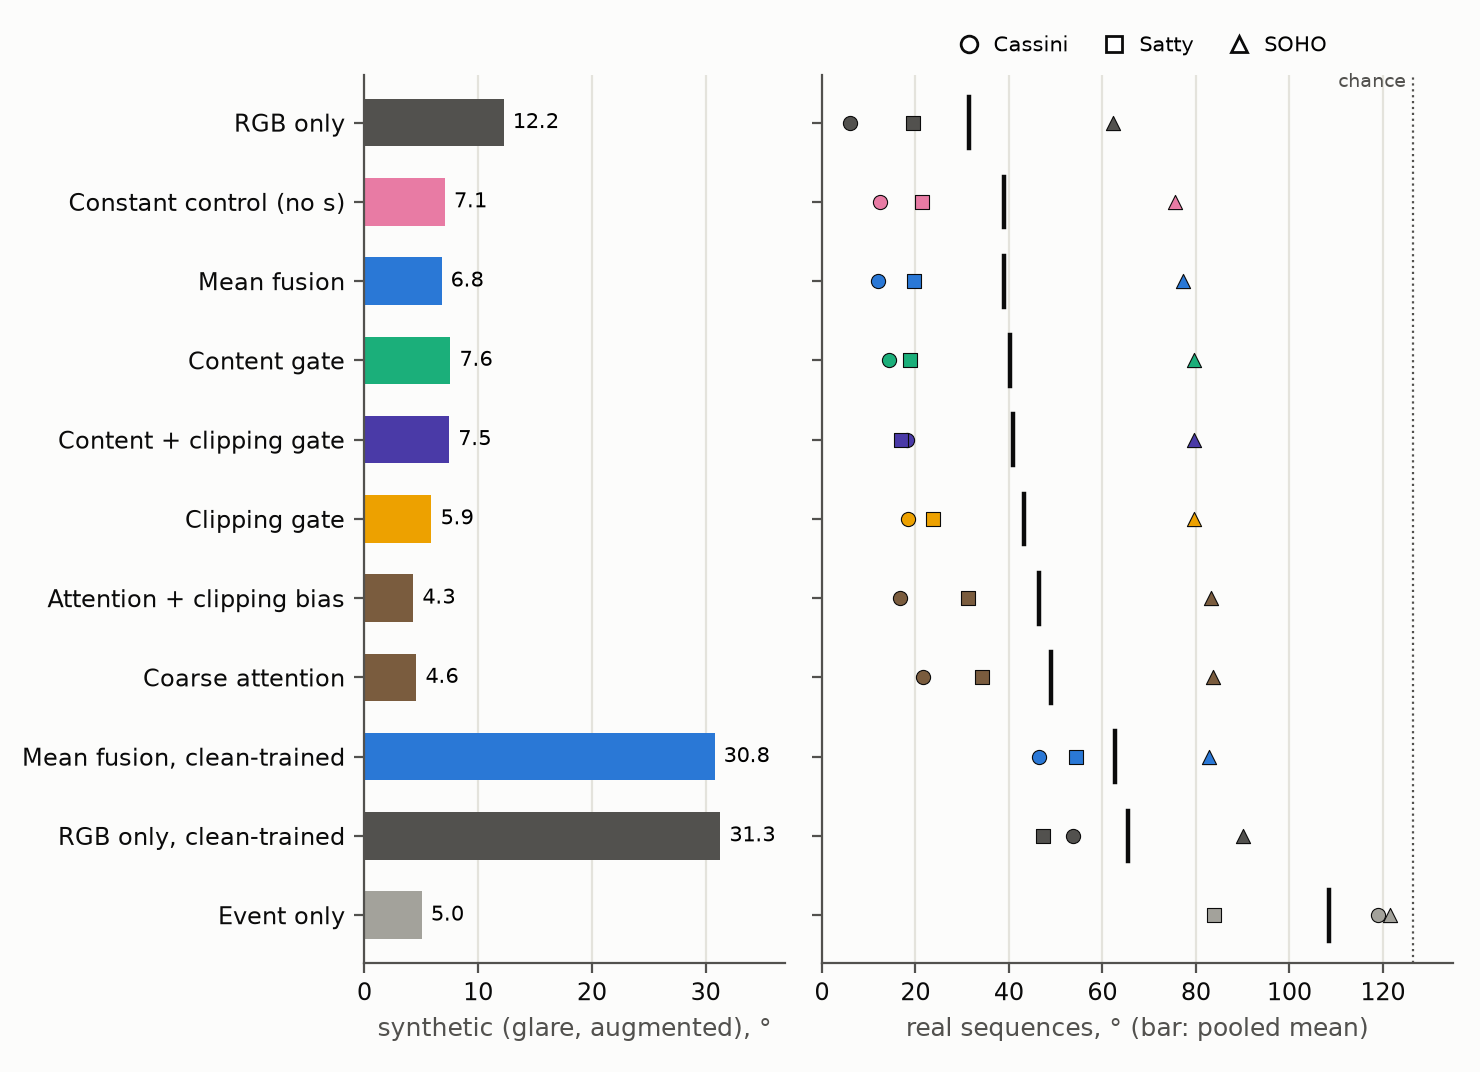 Cassini Satty SOHO
chance
RGB only 12.2
Constant control (no s) 7.1
Mean fusion 6.8
Content gate 7.6
Content + clipping gate 7.5
Clipping gate 5.9
Attention + clipping bias 4.3
Coarse attention 4.6
Mean fusion, clean-trained 30.8
RGB only, clean-trained 31.3
Event only 5.0
0 10 20 30
0 20 40 60 80 100 120
synthetic (glare, augmented), °
real sequences, ° (bar: pooled mean)